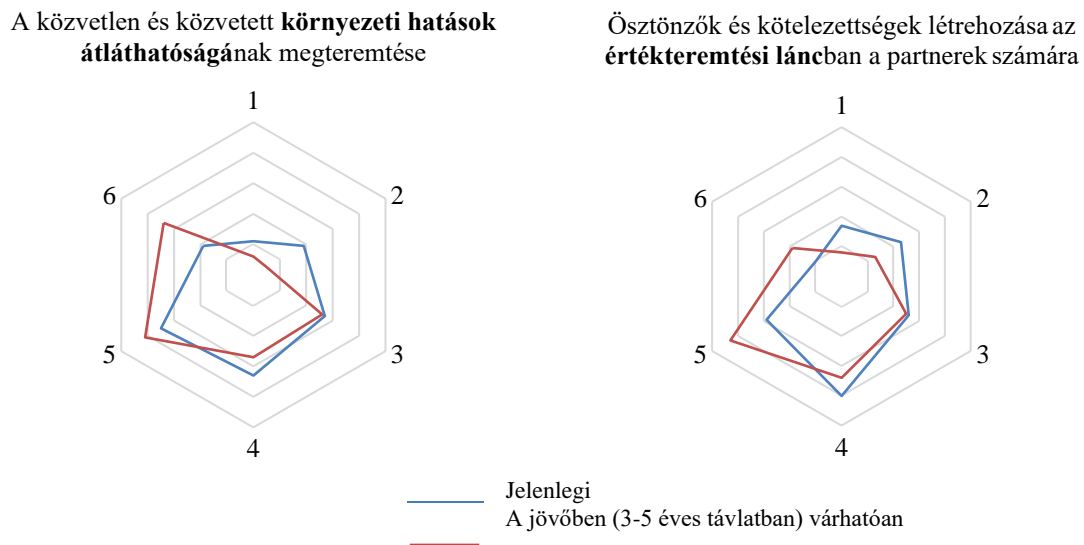 A közvetlen és közvetett környezeti hatások
átláthatóságának megteremtése
1
2
3
4
5
6
Ösztönzők és kötelezettségek létrehozása az
értékteremtési láncban a partnerek számára
1
2
3
4
5
6
Jelenlegi
A jövőben (3-5 éves távlatban) várhatóan